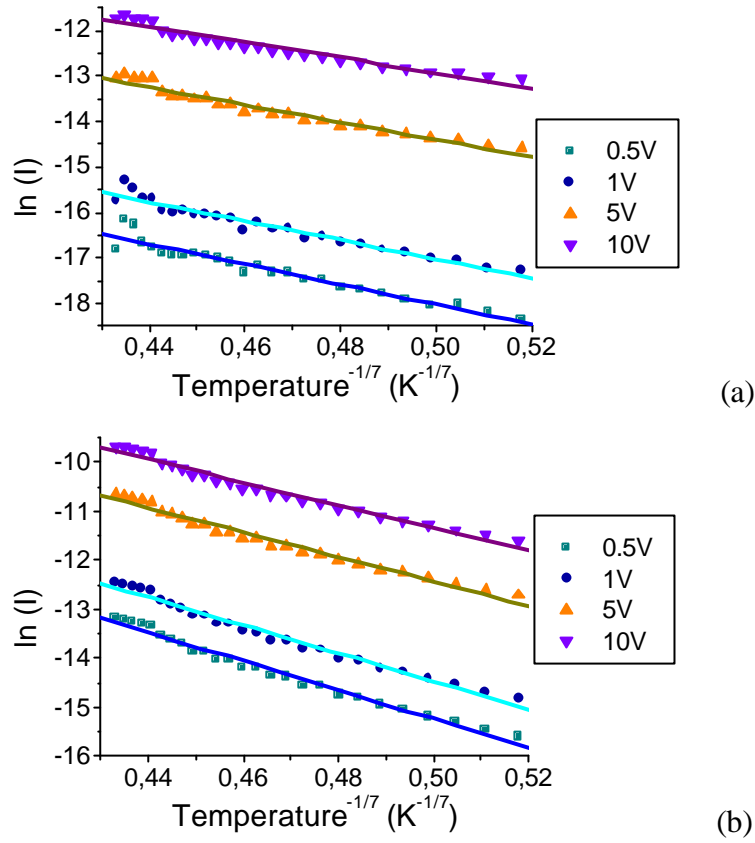 -12
-13
-14
-15
-16
-17
-18
ln (I)
0.5V
1V
5V
10V
0,44 0,46 0,48 0,50 0,52
Temperature^-1/7 (K^-1/7)
(a)
-10
-11
-12
-13
-14
-15
-16
ln (I)
0.5V
1V
5V
10V
0,44 0,46 0,48 0,50 0,52
Temperature^-1/7 (K^-1/7)
(b)